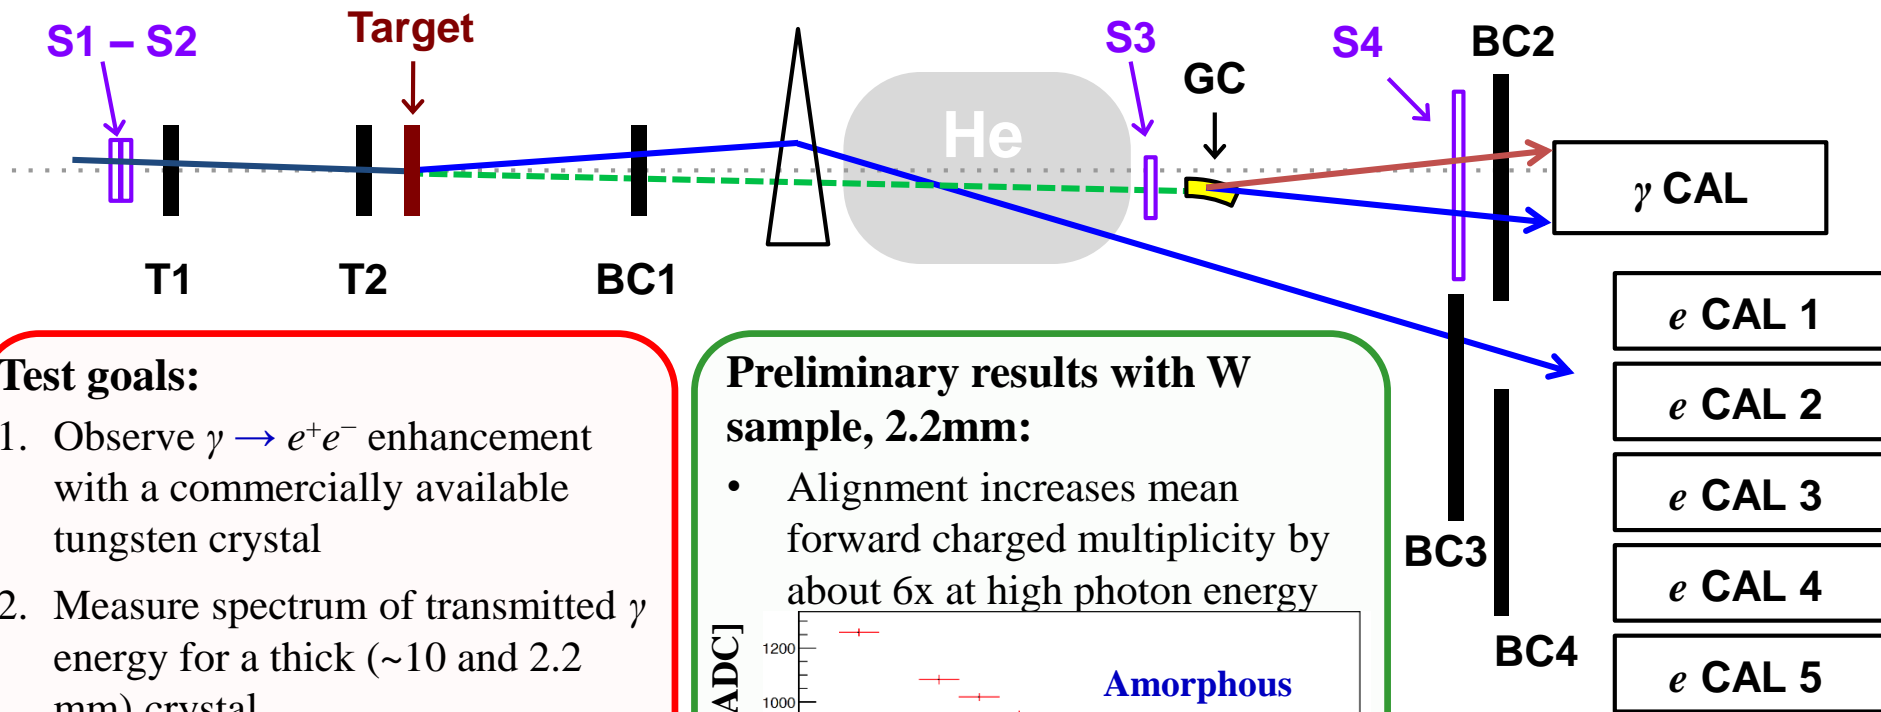 S1 – S2
Target
S3
S4
BC2
GC
He
γ CAL
T1
T2
BC1
e CAL 1
e CAL 2
e CAL 3
e CAL 4
e CAL 5
BC3
BC4
Test goals:
1. Observe γ → e⁺e⁻ enhancement
with a commercially available
tungsten crystal
2. Measure spectrum of transmitted γ
energy for a thick (~10 and 2.2
mm) crystal
Preliminary results with W
sample, 2.2mm:
• Alignment increases mean
forward charged multiplicity by
about 6x at high photon energy
ADC]
1200
1000
Amorphous